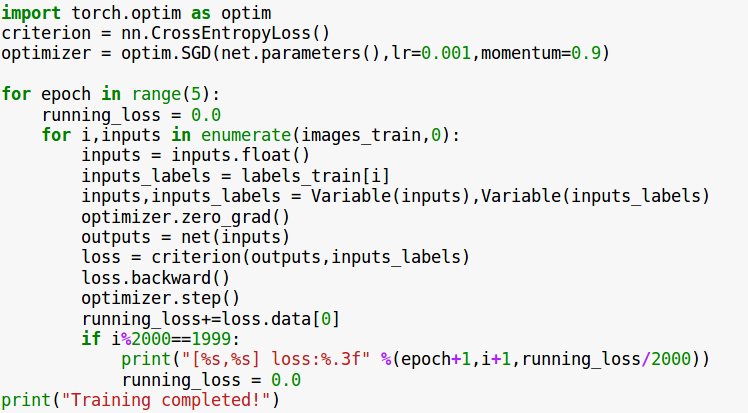 import torch.optim as optim
criterion = nn.CrossEntropyLoss()
optimizer = optim.SGD(net.parameters(),lr=0.001,momentum=0.9)

for epoch in range(5):
    running_loss = 0.0
    for i,inputs in enumerate(images_train,0):
        inputs = inputs.float()
        inputs_labels = labels_train[i]
        inputs,inputs_labels = Variable(inputs),Variable(inputs_labels)
        optimizer.zero_grad()
        outputs = net(inputs)
        loss = criterion(outputs,inputs_labels)
        loss.backward()
        optimizer.step()
        running_loss+=loss.data[0]
        if i%2000==1999:
            print("[%s,%s] loss:%.3f" %(epoch+1,i+1,running_loss/2000))
            running_loss = 0.0
print("Training completed!")